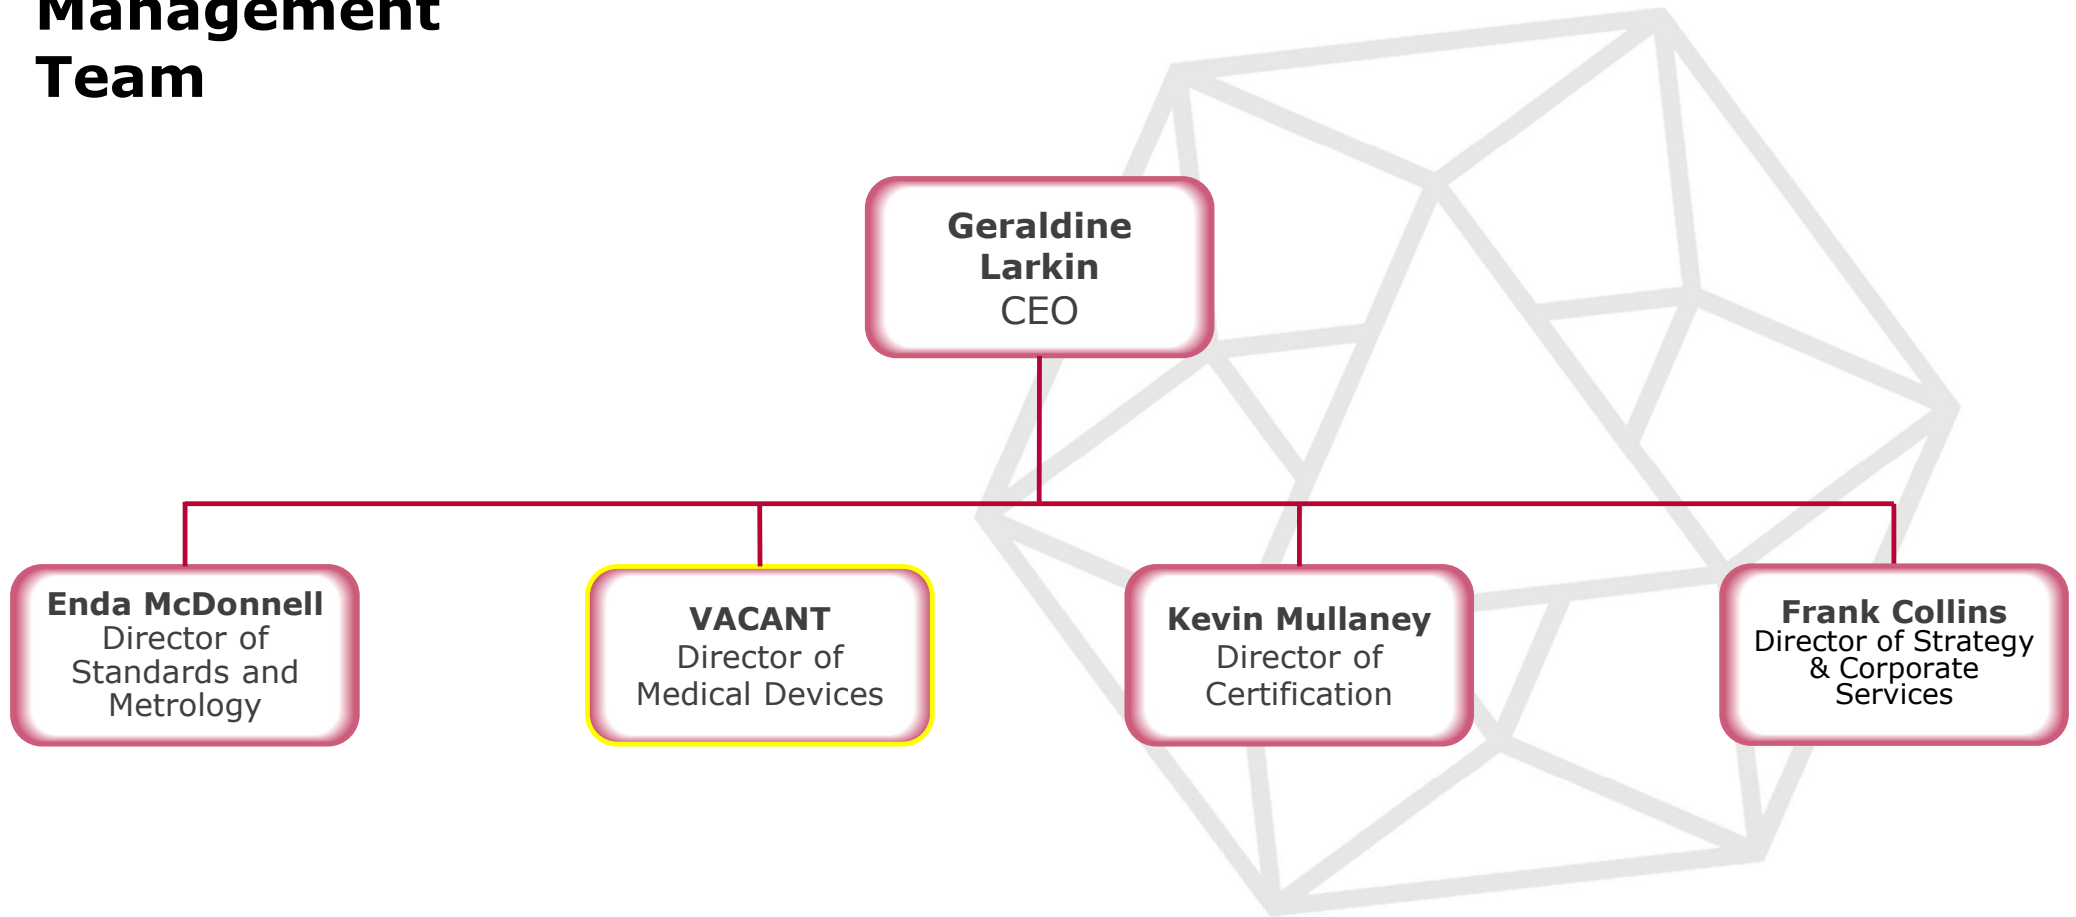 Management
Team
Geraldine
Larkin
CEO
Enda McDonnell
Director of
Standards and
Metrology
VACANT
Director of
Medical Devices
Kevin Mullaney
Director of
Certification
Frank Collins
Director of Strategy
& Corporate
Services